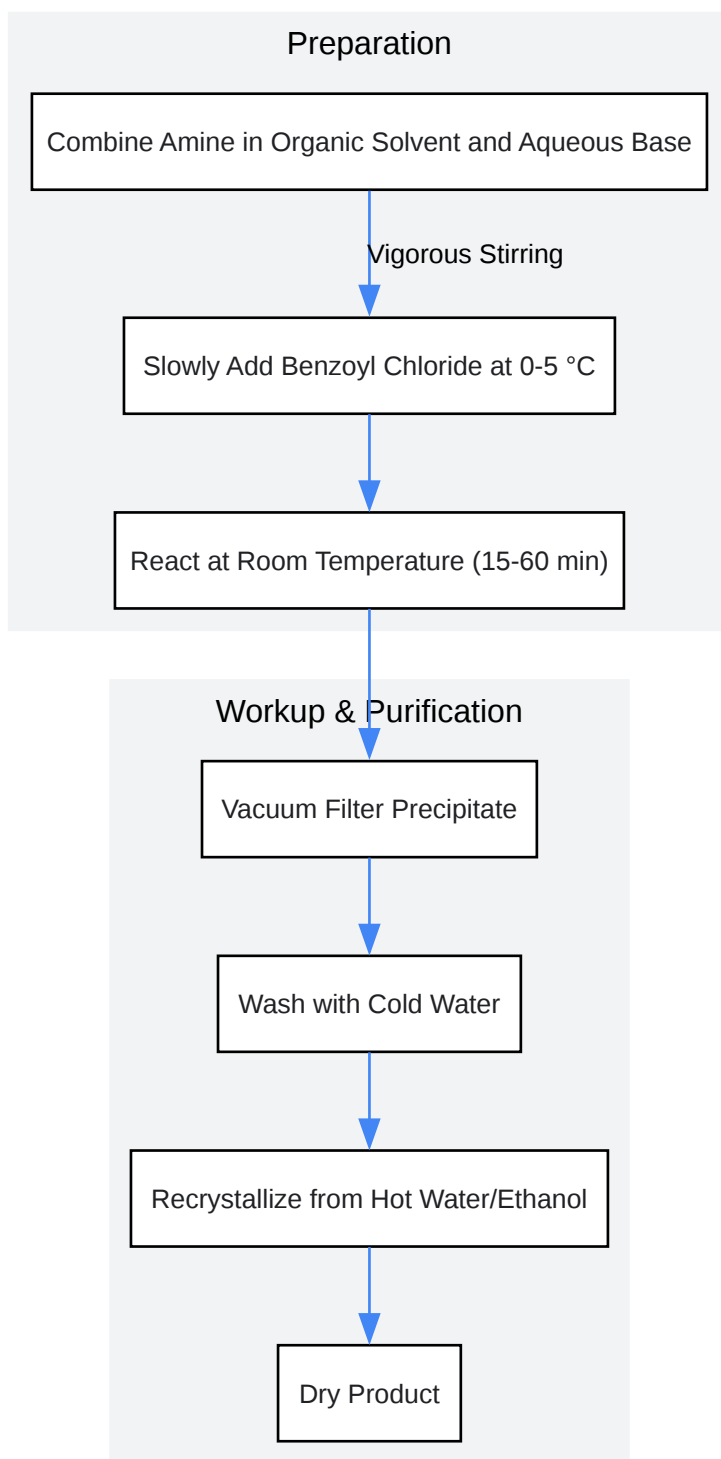 Preparation
Combine Amine in Organic Solvent and Aqueous Base
Vigorous Stirring
Slowly Add Benzoyl Chloride at 0-5 °C
React at Room Temperature (15-60 min)
Workup & Purification
Vacuum Filter Precipitate
Wash with Cold Water
Recrystallize from Hot Water/Ethanol
Dry Product